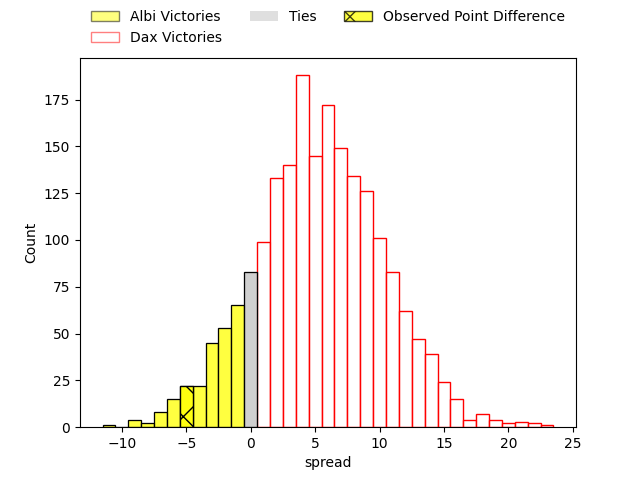 Albi Victories
Dax Victories
Ties
Observed Point Difference
175
150
125
100
75
50
25
0
Count
−10 −5 0 5 10 15 20 25
spread